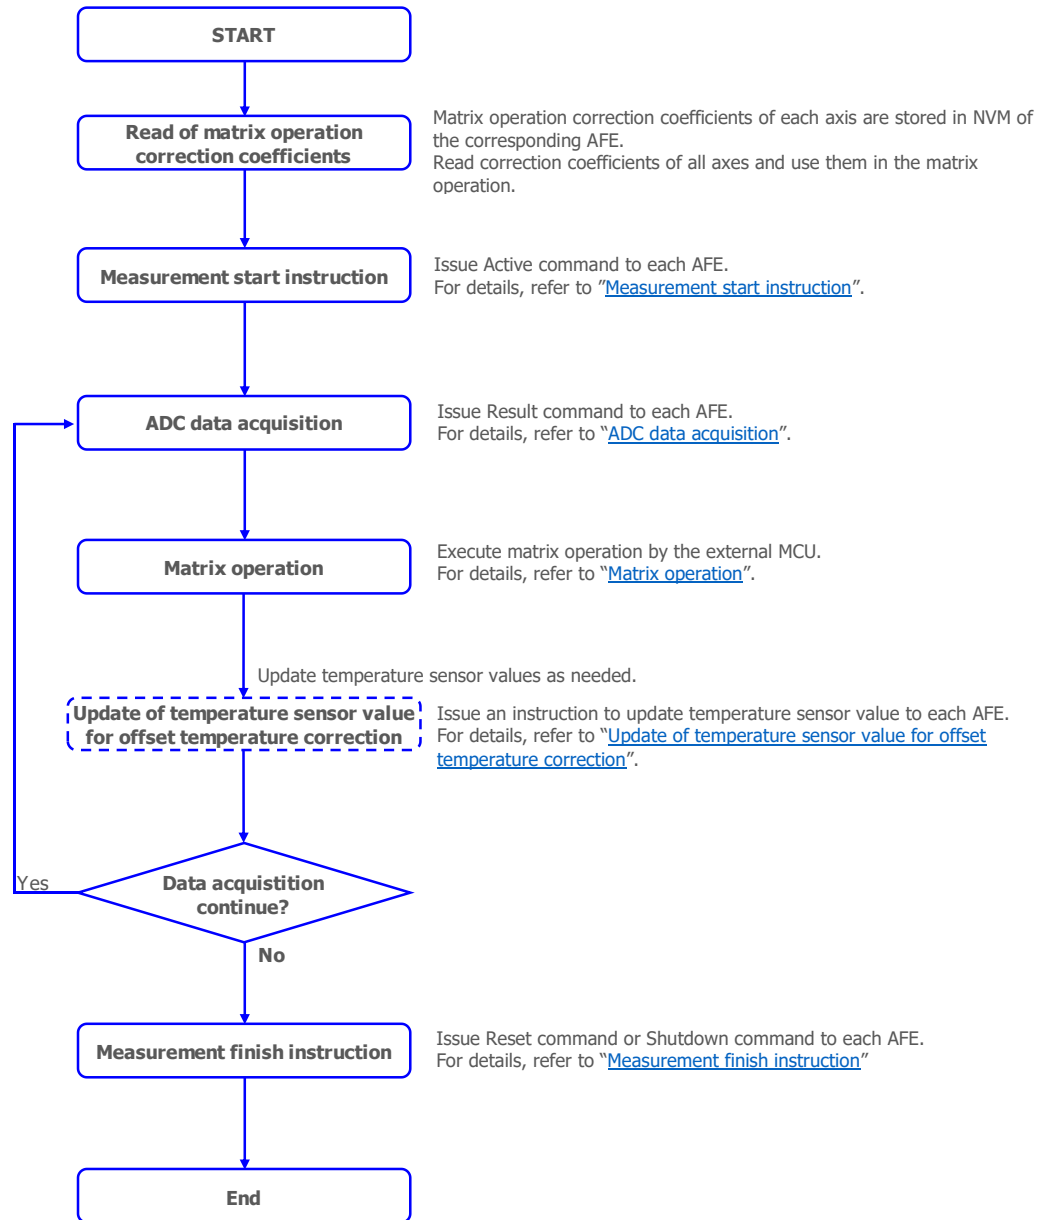 START
Read of matrix operation
correction coefficients
Matrix operation correction coefficients of each axis are stored in NVM of
the corresponding AFE.
Read correction coefficients of all axes and use them in the matrix
operation.
Measurement start instruction
Issue Active command to each AFE.
For details, refer to ”Measurement start instruction”.
ADC data acquisition
Issue Result command to each AFE.
For details, refer to “ADC data acquisition”.
Matrix operation
Execute matrix operation by the external MCU.
For details, refer to “Matrix operation”.
Update temperature sensor values as needed.
Update of temperature sensor value
for offset temperature correction
Issue an instruction to update temperature sensor value to each AFE.
For details, refer to “Update of temperature sensor value for offset
temperature correction”.
Yes
Data acquistition
continue?
No
Measurement finish instruction
Issue Reset command or Shutdown command to each AFE.
For details, refer to “Measurement finish instruction”
End